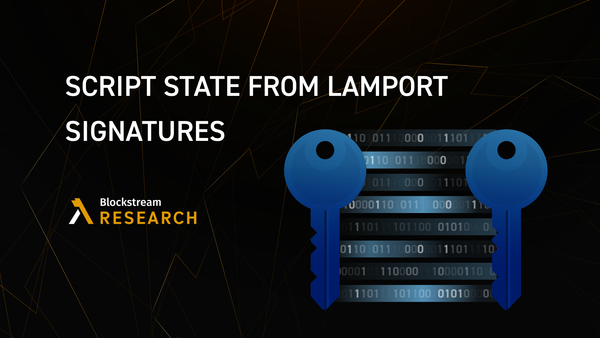 SCRIPT STATE FROM LAMPORT
SIGNATURES
Blockstream
RESEARCH